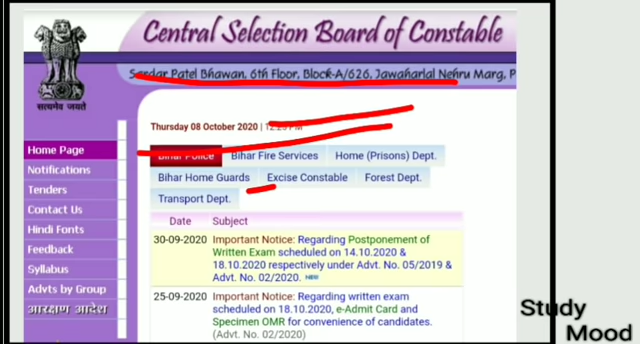 Central Selection Board of Constable
Sardar Patel Bhawan, 6th Floor, Block-A/626, Jawaharlal Nehru Marg, P
सत्यमेव जयते
Thursday 08 October 2020 |
Home Page
Notifications
Tenders
Contact Us
Hindi Fonts
Feedback
Syllabus
Advts by Group
आरक्षण आदेश
Bihar Police Bihar Fire Services Home (Prisons) Dept.
Bihar Home Guards Excise Constable Forest Dept.
Transport Dept.
Date Subject
30-09-2020 Important Notice: Regarding Postponement of
Written Exam scheduled on 14.10.2020 &
18.10.2020 respectively under Advt. No. 05/2019 &
Advt. No. 02/2020. NEW
25-09-2020 Important Notice: Regarding written exam
scheduled on 18.10.2020, e-Admit Card and
Specimen OMR for convenience of candidates.
(Advt. No. 02/2020)
Study
Mood